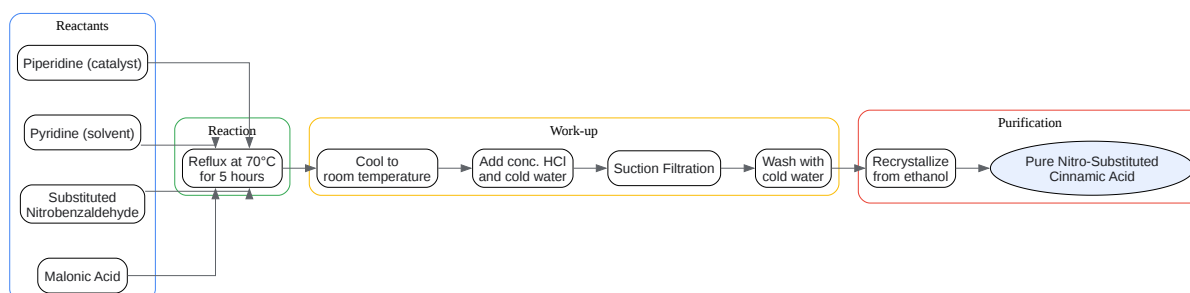 Reactants
Piperidine (catalyst)
Pyridine (solvent)
Substituted
Nitrobenzaldehyde
Malonic Acid
Reaction
Reflux at 70°C
for 5 hours
Work-up
Cool to
room temperature
Add conc. HCl
and cold water
Suction Filtration
Wash with
cold water
Purification
Recrystallize
from ethanol
Pure Nitro-Substituted
Cinnamic Acid